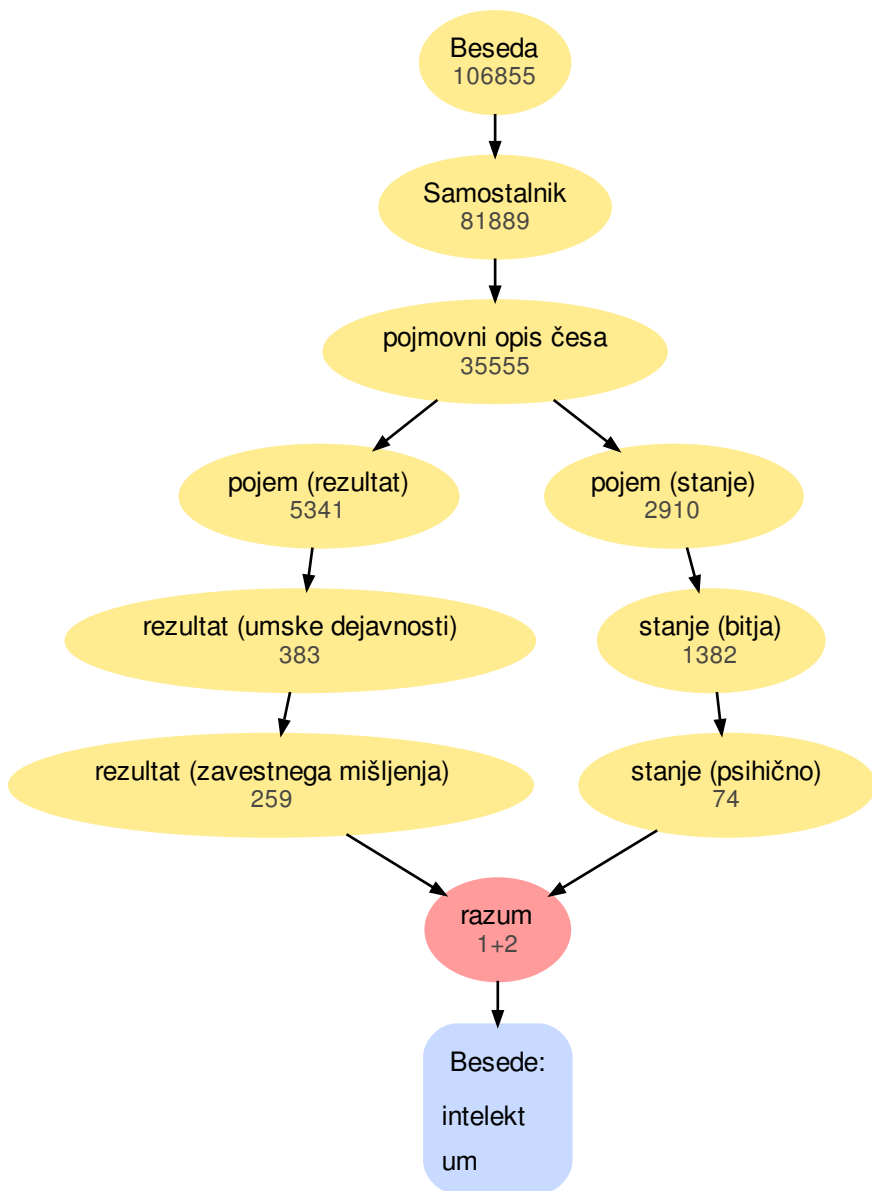 Beseda
106855
Samostalnik
81889
pojmovni opis česa
35555
pojem (rezultat)
5341
pojem (stanje)
2910
rezultat (umske dejavnosti)
383
stanje (bitja)
1382
rezultat (zavestnega mišljenja)
259
stanje (psihično)
74
razum
1+2
Besede:
intelekt
um